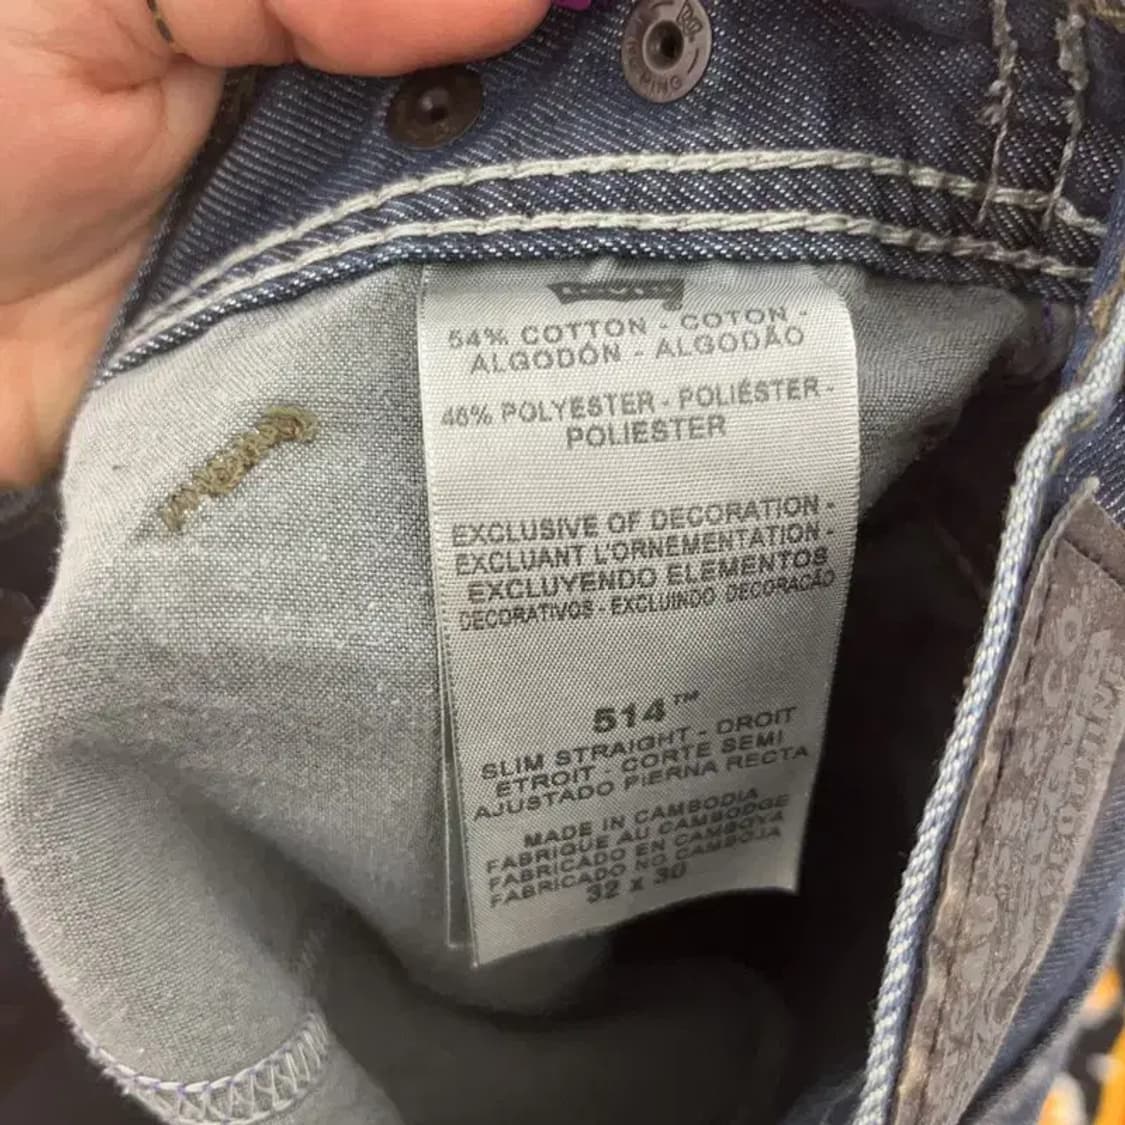 54% COTTON - COTON -
ALGODÓN - ALGODÃO
46% POLYESTER - POLIÉSTER -
POLIESTER
EXCLUSIVE OF DECORATION -
EXCLUANT L'ORNEMENTATION -
EXCLUYENDO ELEMENTOS
DECORATIVOS - EXCLUINDO DECORAÇÃO
514™
SLIM STRAIGHT - DROIT
ETROIT - CORTE SEMI
AJUSTADO PIERNA RECTA
MADE IN CAMBODIA
FABRIQUÉ AU CAMBODGE
FABRICADO EN CAMBOYA
FABRICADO NO CAMBOJA
32 X 30